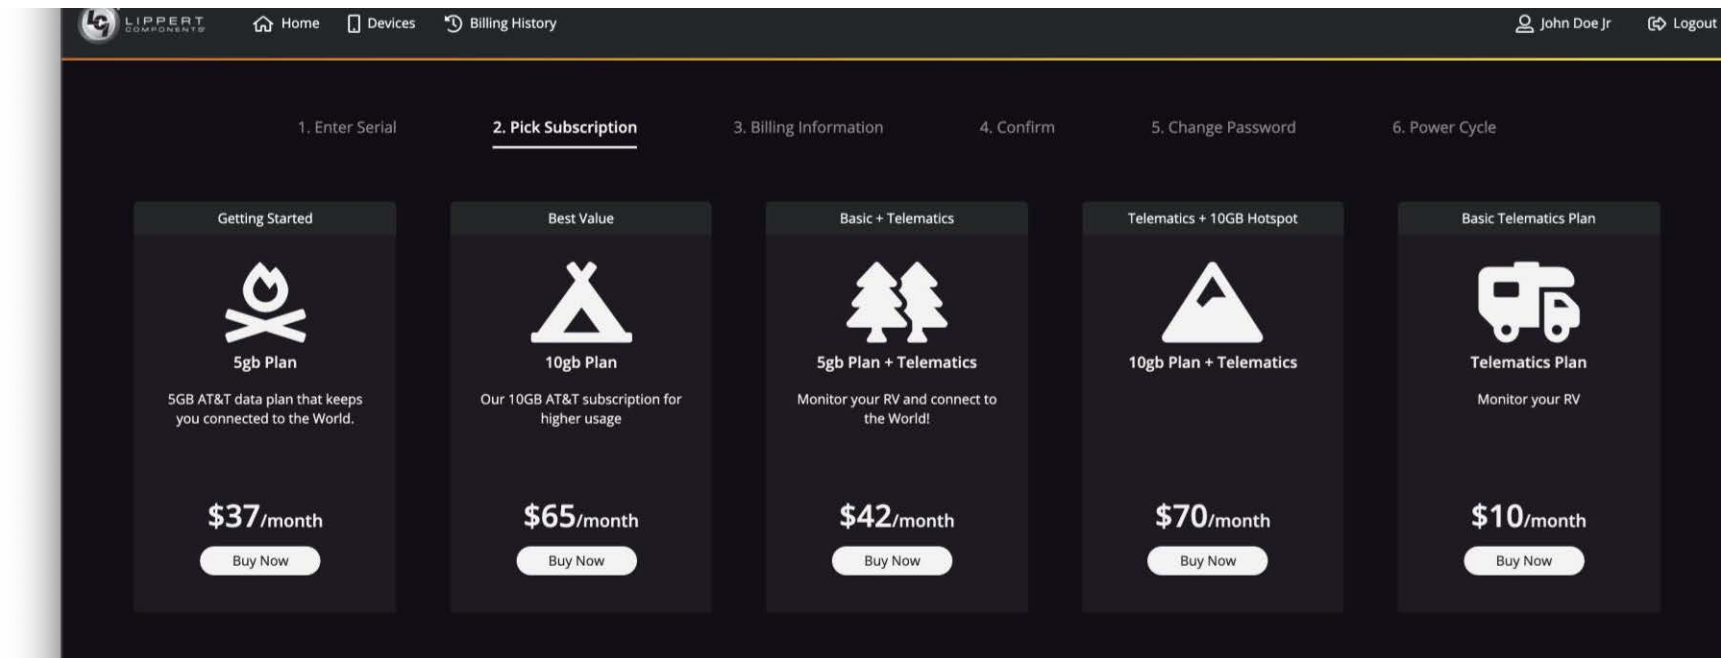 LIPPERT
COMPONENTS
Home
Devices
Billing History
John Doe Jr
Logout
1. Enter Serial
2. Pick Subscription
3. Billing Information
4. Confirm
5. Change Password
6. Power Cycle
Getting Started
5gb Plan
5GB AT&T data plan that keeps
you connected to the World.
$37/month
Buy Now
Best Value
10gb Plan
Our 10GB AT&T subscription for
higher usage
$65/month
Buy Now
Basic + Telematics
5gb Plan + Telematics
Monitor your RV and connect to
the World!
$42/month
Buy Now
Telematics + 10GB Hotspot
10gb Plan + Telematics
$70/month
Buy Now
Basic Telematics Plan
Telematics Plan
Monitor your RV
$10/month
Buy Now